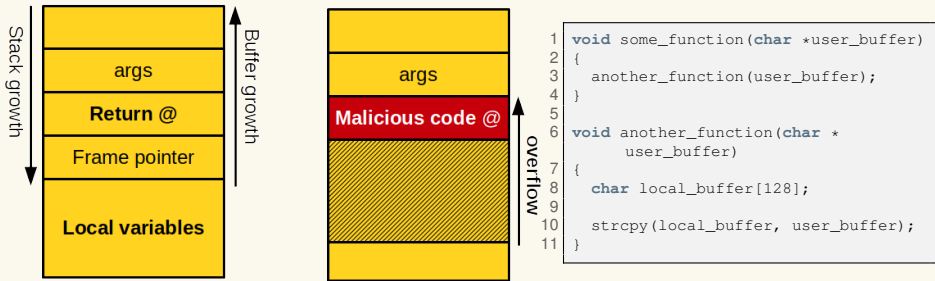 Stack growth
args
Return @
Frame pointer
Local variables
Buffer growth
args
Malicious code @
overflow
1 void some_function(char *user_buffer)
2 {
3 another_function(user_buffer);
4 }
5
6 void another_function(char *
user_buffer)
7 {
8 char local_buffer[128];
9
10 strcpy(local_buffer, user_buffer);
11 }